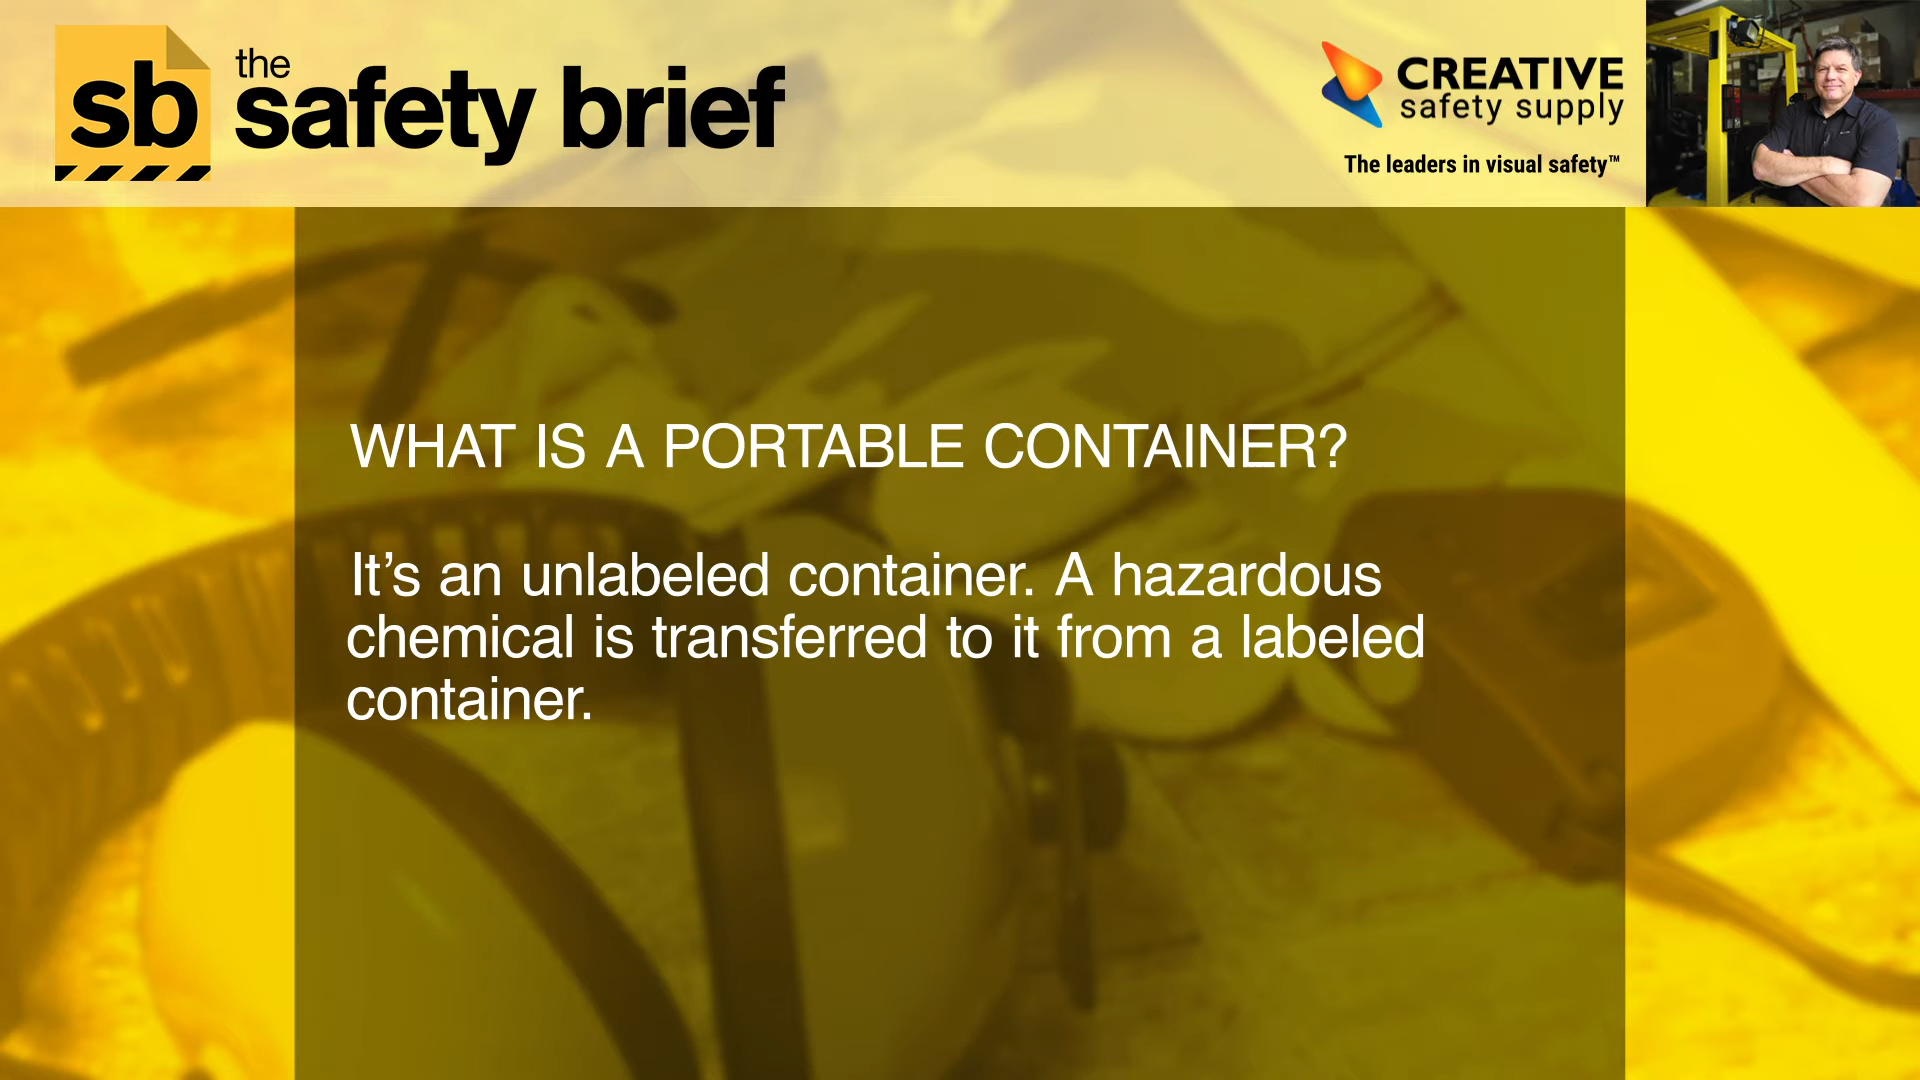 sb
the
safety brief
CREATIVE
safety supply
The leaders in visual safety™
WHAT IS A PORTABLE CONTAINER?
It’s an unlabeled container. A hazardous
chemical is transferred to it from a labeled
container.